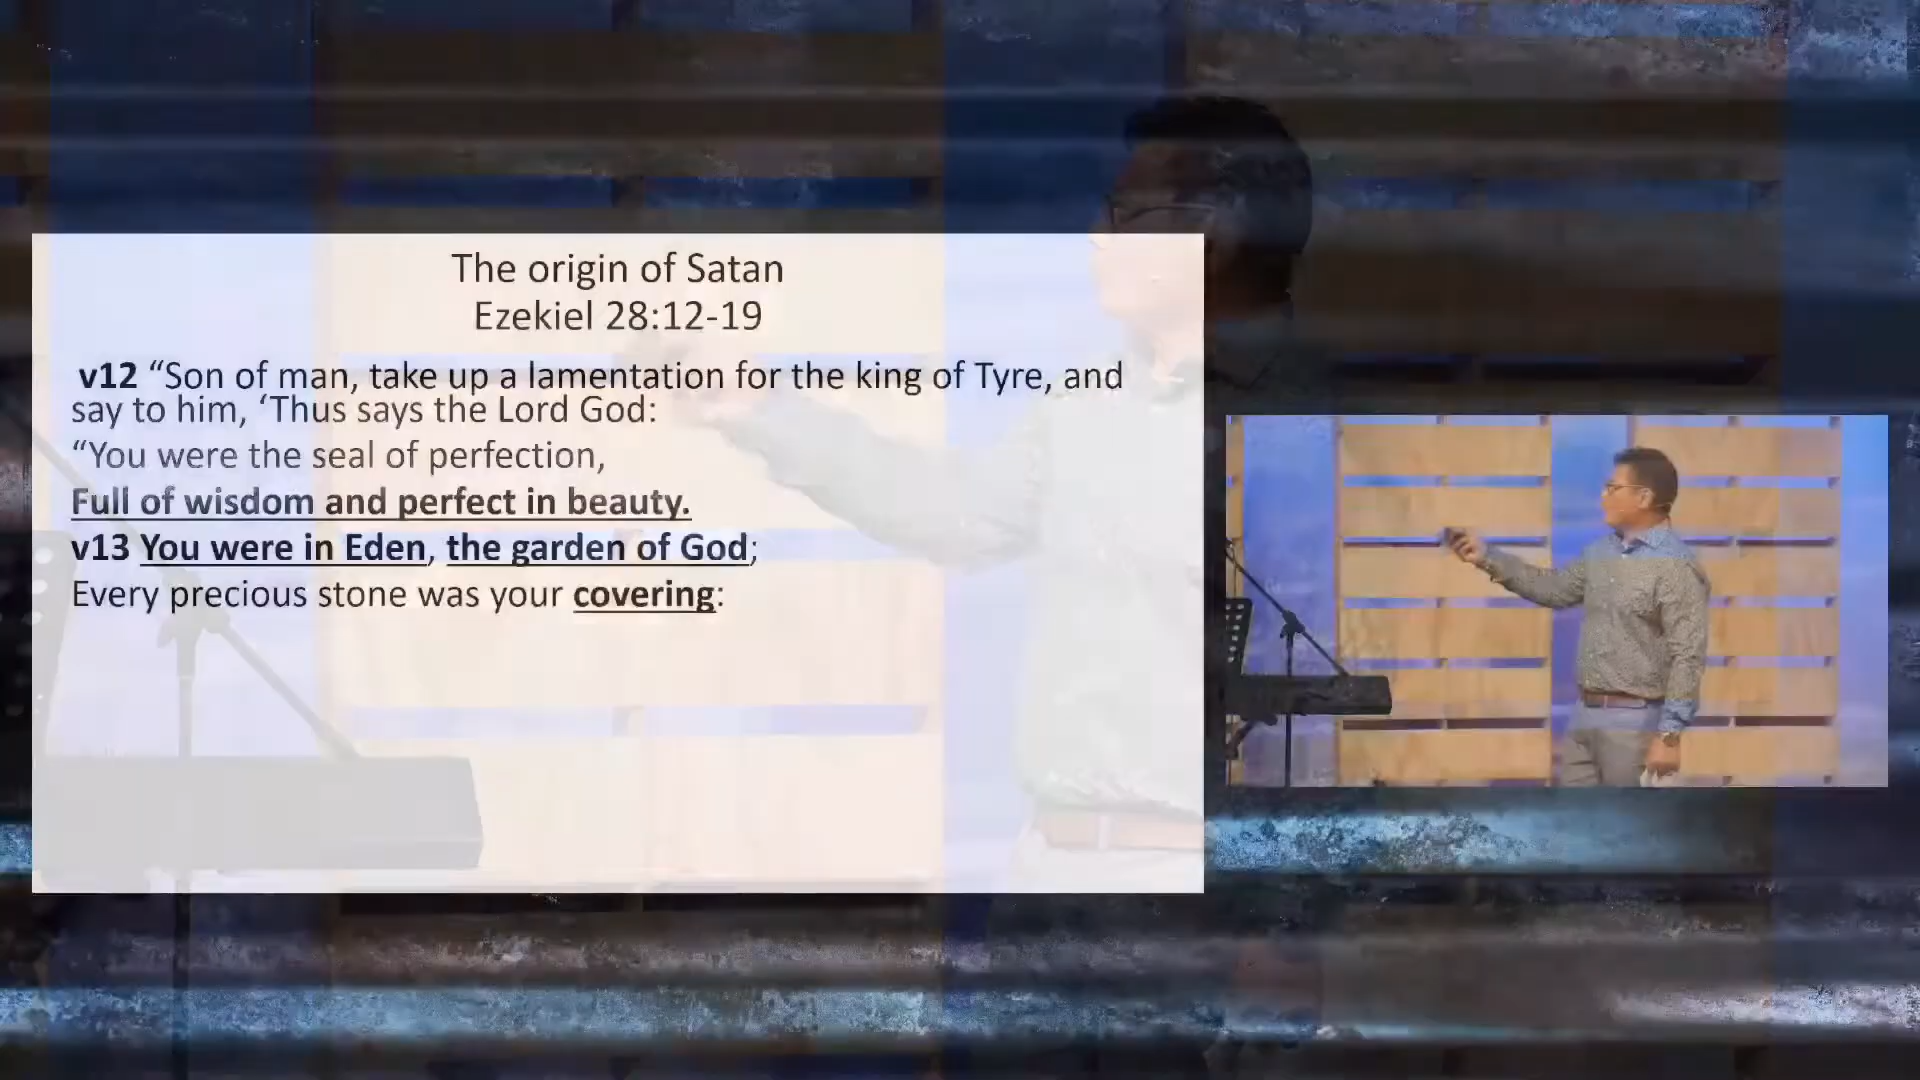 The origin of Satan
Ezekiel 28:12-19
v12 “Son of man, take up a lamentation for the king of Tyre, and
say to him, ‘Thus says the Lord God:
“You were the seal of perfection,
Full of wisdom and perfect in beauty.
v13 You were in Eden, the garden of God;
Every precious stone was your covering: